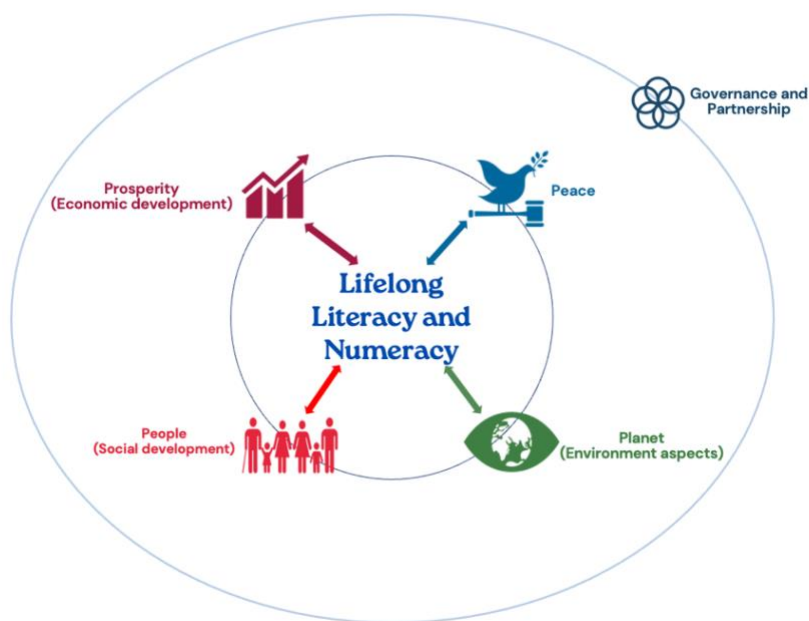 Governance and
Partnership
Prosperity
(Economic development)
Peace
Lifelong
Literacy and
Numeracy
People
(Social development)
Planet
(Environment aspects)